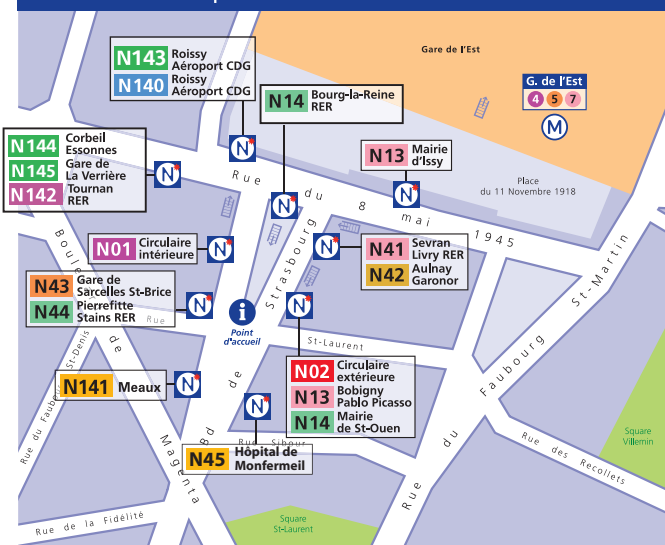 Gare de l'Est
G. de l'Est
4 5 7
M
N143 Roissy
Aéroport CDG
N140 Roissy
Aéroport CDG
N14 Bourg-la-Reine
RER
N13 Mairie
d'Issy
Place
du 11 Novembre 1918
N144 Corbeil
Essonnes
N145 Gare de
La Verrière
N142 Tournan
RER
N
N
N
N
Rue du 8 mai 1945
N01 Circulaire
intérieure
N
N
N41 Sevran
Livry RER
N42 Aulnay
Garonor
N43 Gare de
Sarcelles St-Brice
N44 Pierrefitte
Stains RER
N
N
i
Point
d'accueil
Rue
St-Laurent
Bd de Strasbourg
Boulevard de Magenta
Rue du Faubourg St-Denis
Rue du Faubourg St-Martin
N02 Circulaire
extérieure
N13 Bobigny
Pablo Picasso
N14 Mairie
de St-Ouen
N141 Meaux
N
N
Rue Sibour
N45 Hôpital de
Monfermeil
Rue des Recollets
Square
Villemin
Rue de la Fidélité
Square
St-Laurent